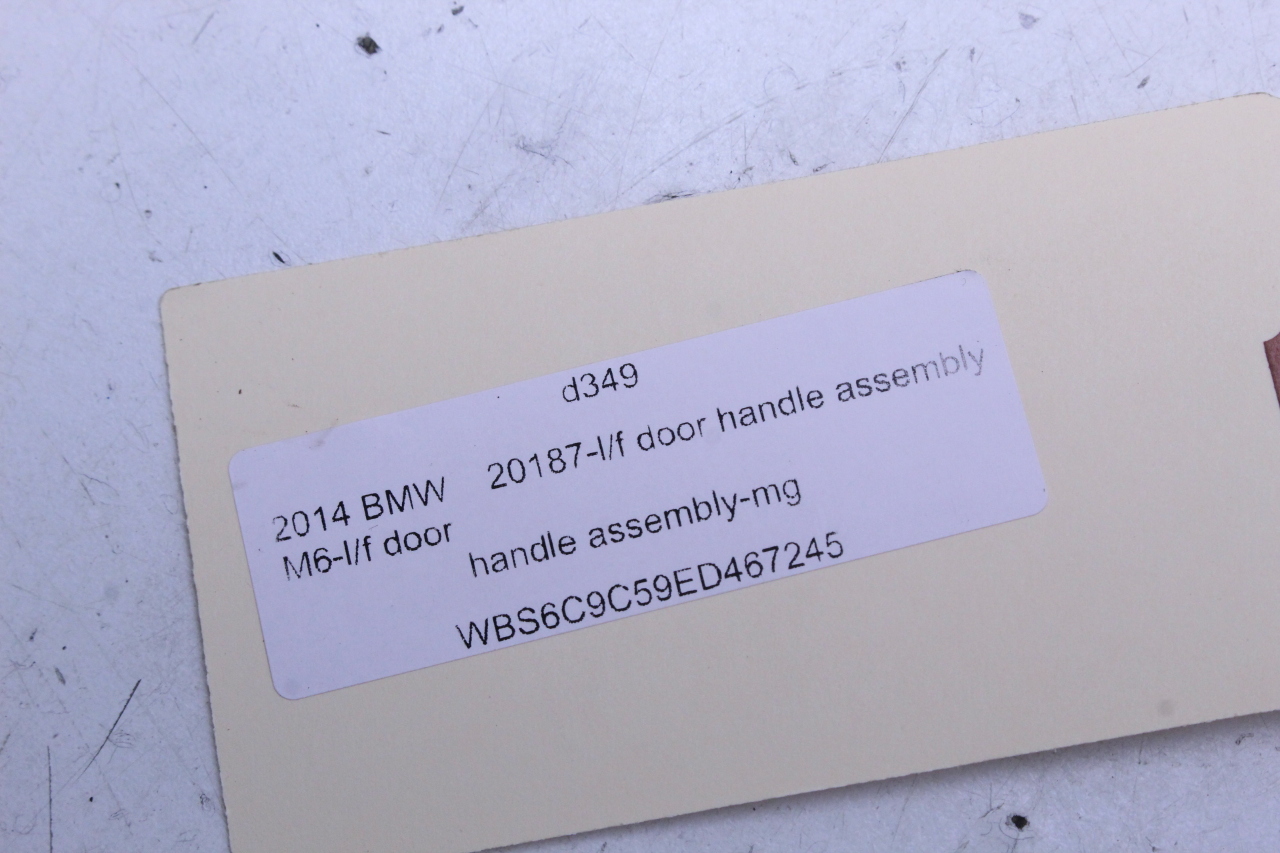 d349
2014 BMW 20187-l/f door handle assembly
M6-l/f door handle assembly-mg
WBS6C9C59ED467245